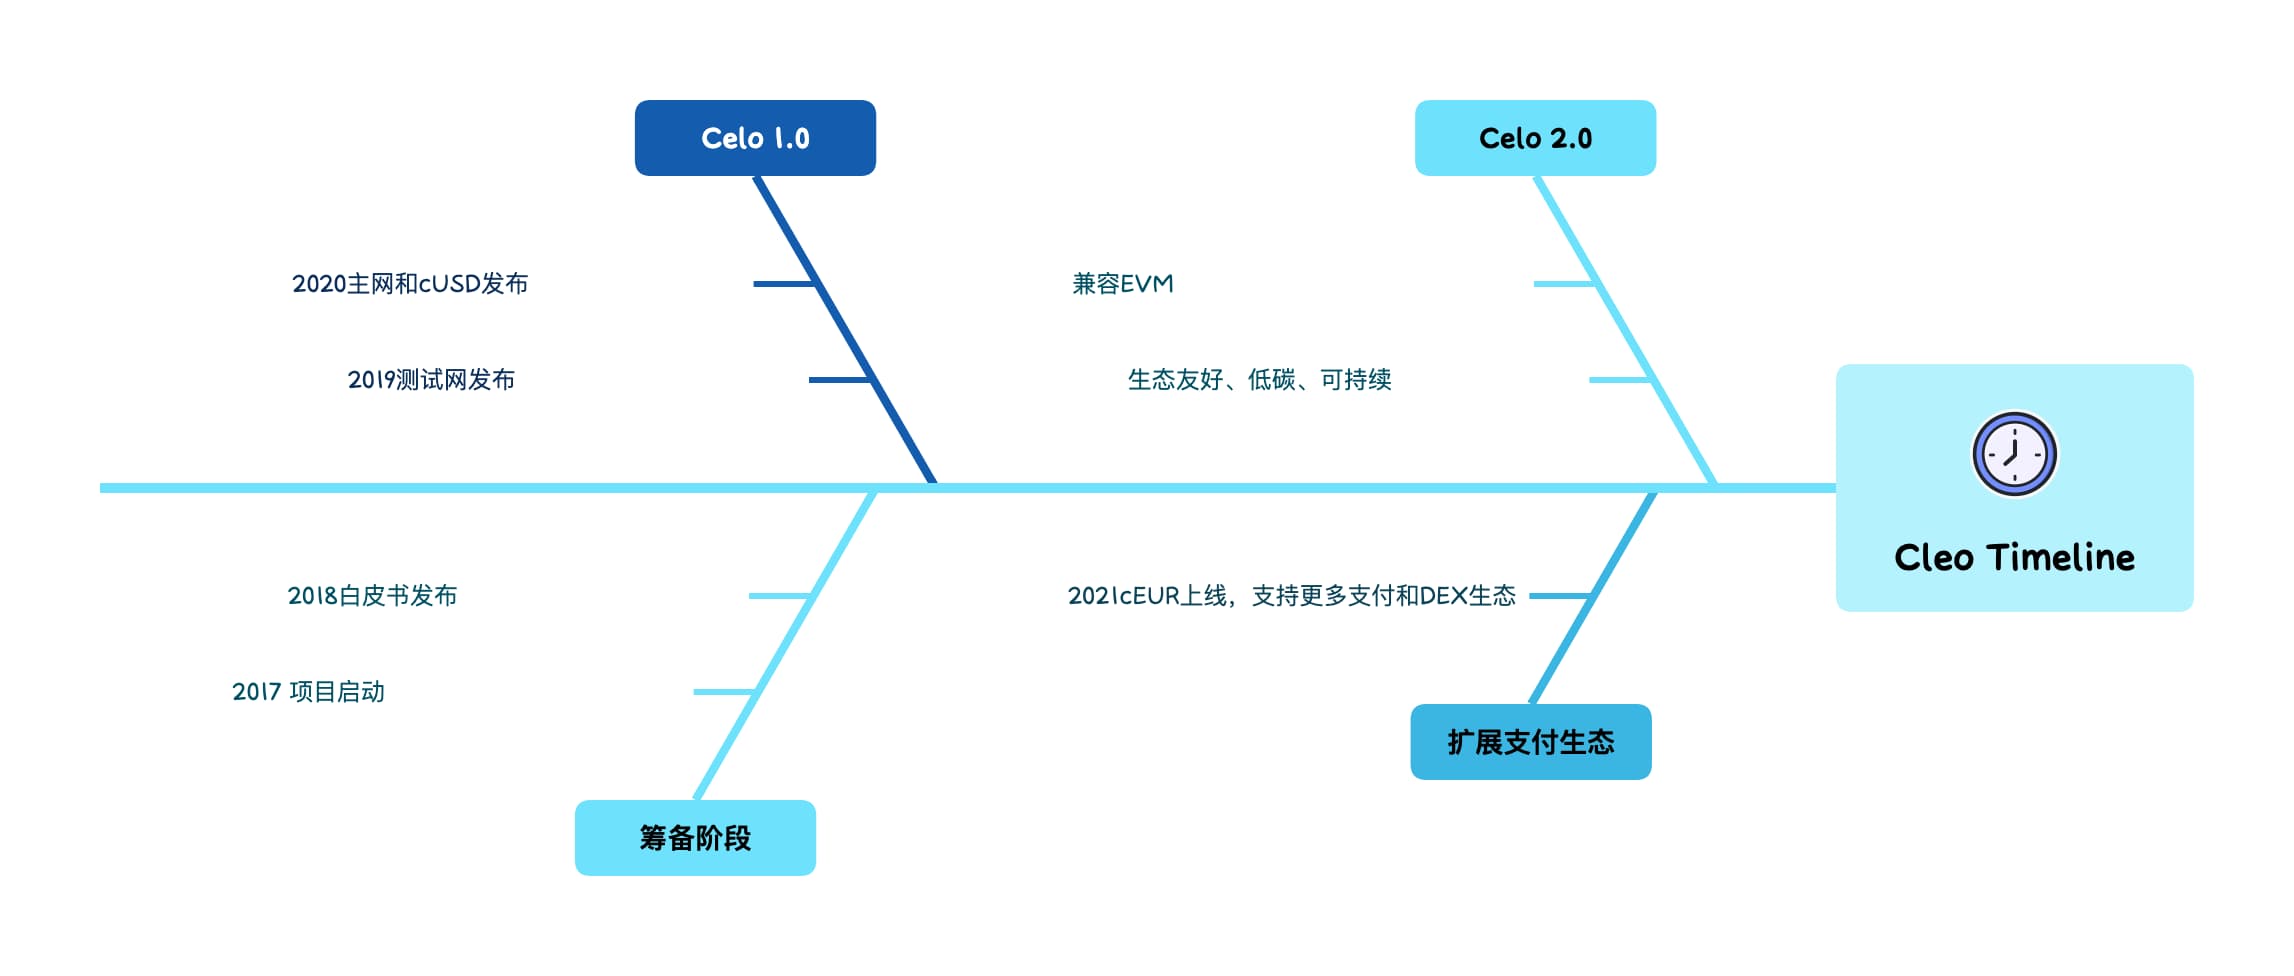 Celo 1.0
Celo 2.0
2020主网和cUSD发布
兼容EVM
2019测试网发布
生态友好、低碳、可持续
Cleo Timeline
2018白皮书发布
2021cEUR上线，支持更多支付和DEX生态
2017 项目启动
扩展支付生态
筹备阶段